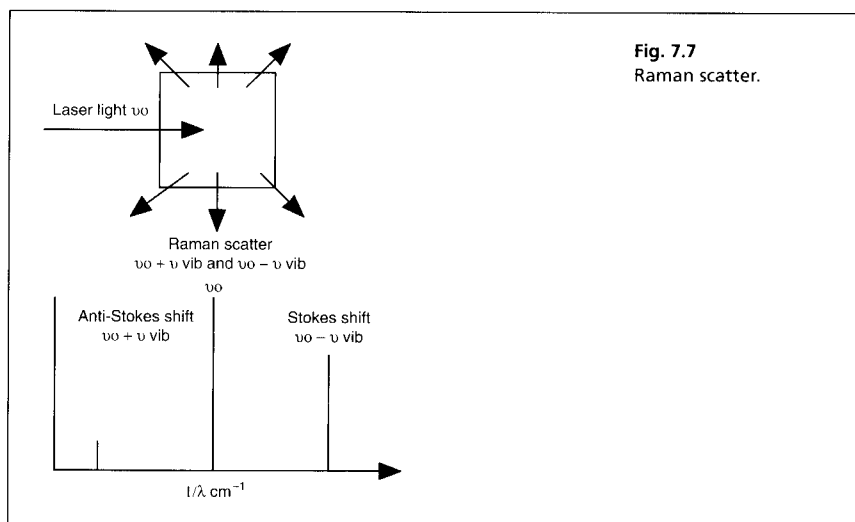 Fig. 7.7
Raman scatter.
Laser light υo
Raman scatter
υo + υ vib and υo – υ vib
υo
Anti-Stokes shift
υo + υ vib
Stokes shift
υo – υ vib
1/λ cm⁻¹